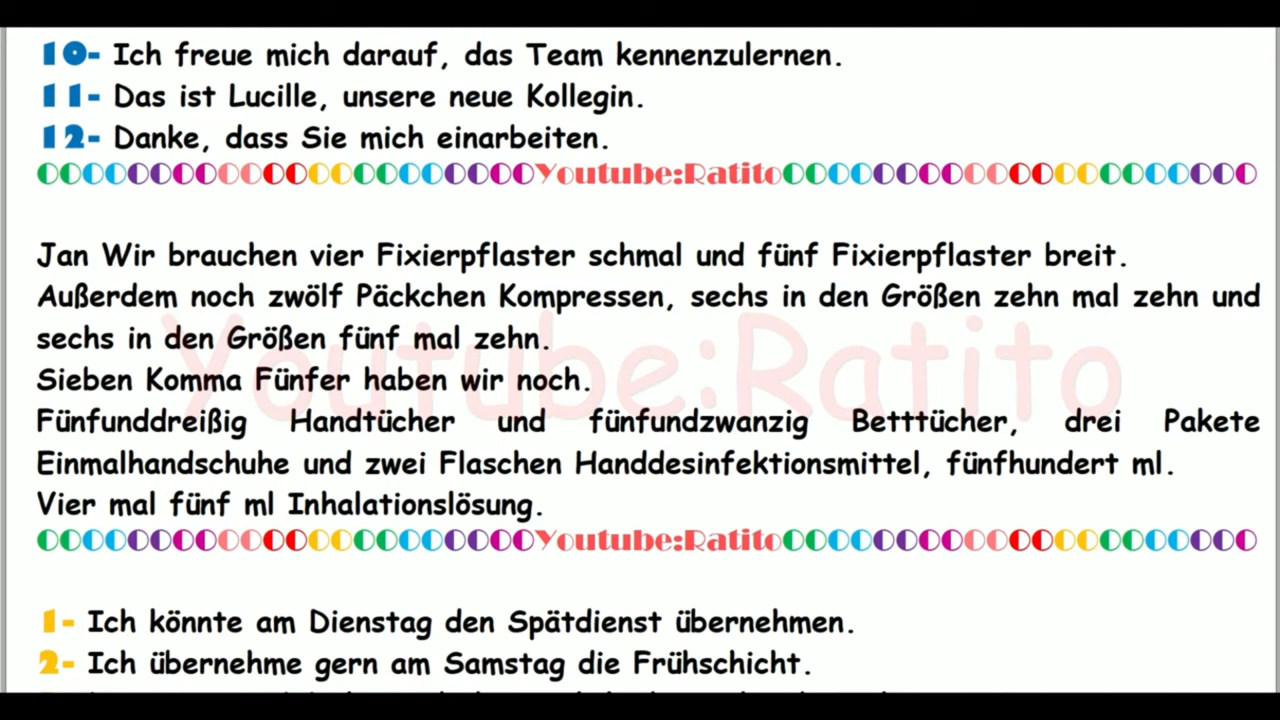 10- Ich freue mich darauf, das Team kennenzulernen.
11- Das ist Lucille, unsere neue Kollegin.
12- Danke, dass Sie mich einarbeiten.
Youtube:Ratito
Jan Wir brauchen vier Fixierpflaster schmal und fünf Fixierpflaster breit.
Außerdem noch zwölf Päckchen Kompressen, sechs in den Größen zehn mal zehn und
sechs in den Größen fünf mal zehn.
Youtube:Ratito
Sieben Komma Fünfer haben wir noch.
Fünfunddreißig Handtücher und fünfundzwanzig Betttücher, drei Pakete
Einmalhandschuhe und zwei Flaschen Handdesinfektionsmittel, fünfhundert ml.
Vier mal fünf ml Inhalationslösung.
Youtube:Ratito
1- Ich könnte am Dienstag den Spätdienst übernehmen.
2- Ich übernehme gern am Samstag die Frühschicht.